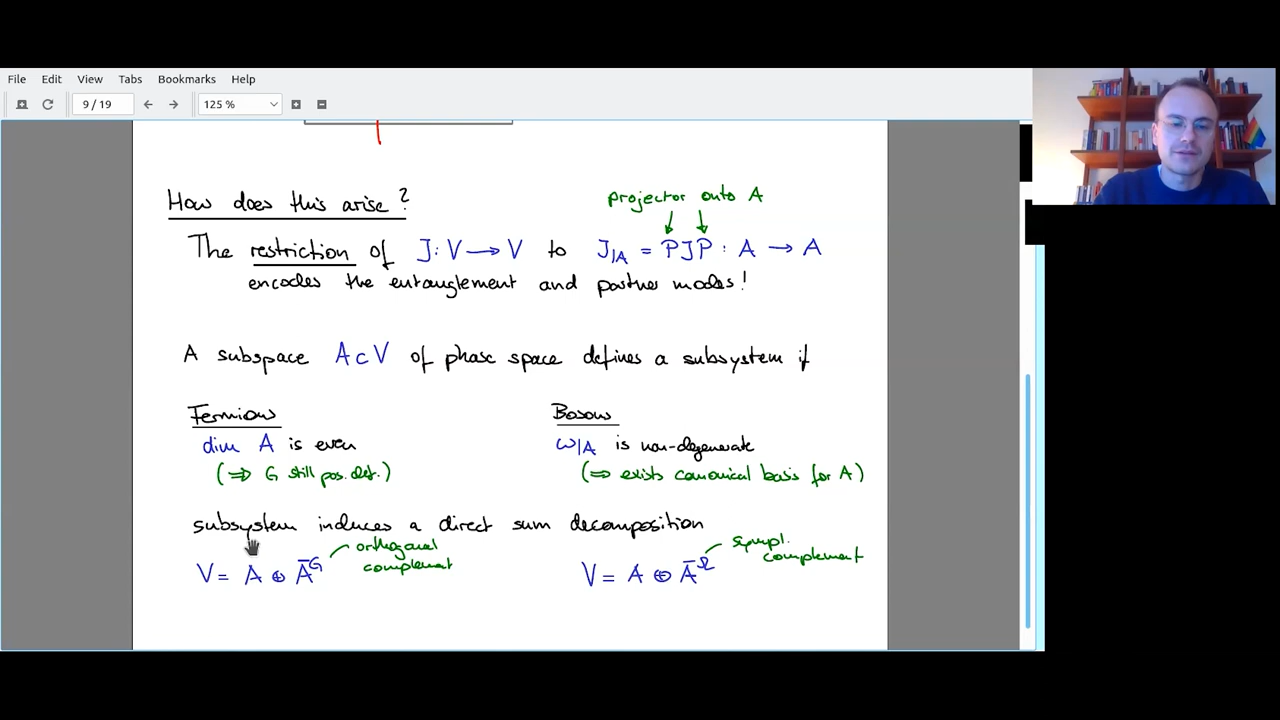 File Edit View Tabs Bookmarks Help
9 / 19 125 %
How does this arise?
projector onto A
The restriction of J: V → V to J|A = PJP : A → A
encodes the entanglement and partner modes!
A subspace A ⊂ V of phase space defines a subsystem if
Fermions Bosons
dim A is even ω|A is non-degenerate
(⇒ G still pos. def.) (⇒ exists canonical basis for A)
subsystem induces a direct sum decomposition
orthogonal complement
V = A ⊕ Ā^G
sympl. complement
V = A ⊕ Ā^Ω